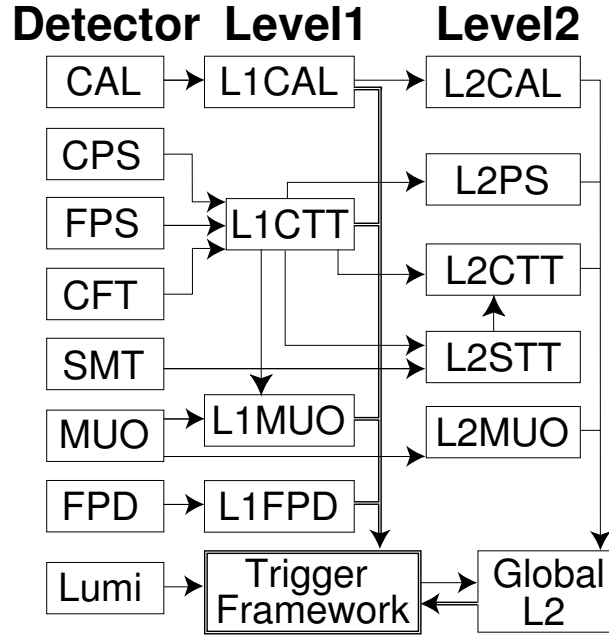 Detector Level1 Level2
CAL L1CAL L2CAL
CPS L2PS
FPS L1CTT
CFT L2CTT
SMT L2STT
MUO L1MUO L2MUO
FPD L1FPD
Lumi Trigger Framework Global L2